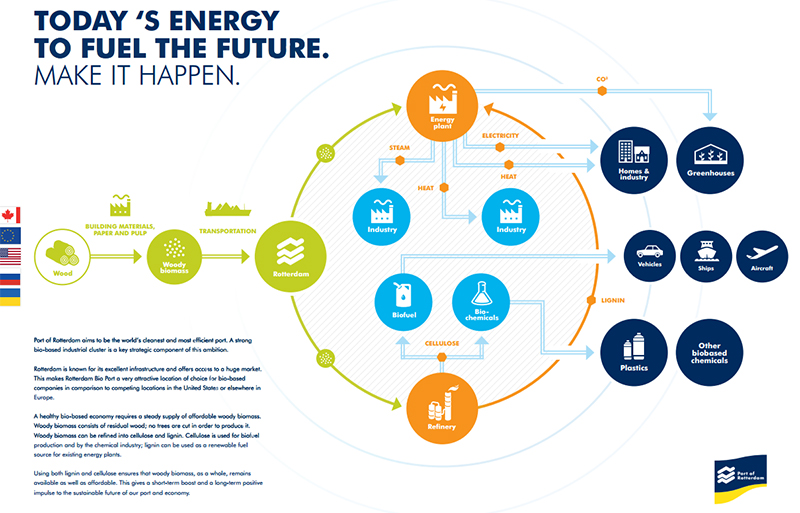 TODAY ‘S ENERGY
TO FUEL THE FUTURE.
MAKE IT HAPPEN.
CO²
Energy
plant
ELECTRICITY
STEAM
HEAT
HEAT
Homes &
industry
Greenhouses
Industry
Industry
BUILDING MATERIALS,
PAPER AND PULP
TRANSPORTATION
Wood
Woody
biomass
Rotterdam
Vehicles
Ships
Aircraft
Biofuel
Bio-
chemicals
LIGNIN
CELLULOSE
Plastics
Other
biobased
chemicals
Refinery
Port of Rotterdam aims to be the world's cleanest and most efficient port. A strong
bio-based industrial cluster is a key strategic component of this ambition.
Rotterdam is known for its excellent infrastructure and offers access to a huge market.
This makes Rotterdam Bio Port a very attractive location of choice for bio-based
companies in comparison to competing locations in the United States or elsewhere in
Europe.
A healthy bio-based economy requires a steady supply of affordable woody biomass.
Woody biomass consists of residual wood; no trees are cut in order to produce it.
Woody biomass can be refined into cellulose and lignin. Cellulose is used for biofuel
production and by the chemical industry; lignin can be used as a renewable fuel
source for existing energy plants.
Using both lignin and cellulose ensures that woody biomass, as a whole, remains
available as well as affordable. This gives a short-term boost and a long-term positive
impulse to the sustainable future of our port and economy.
Port of
Rotterdam